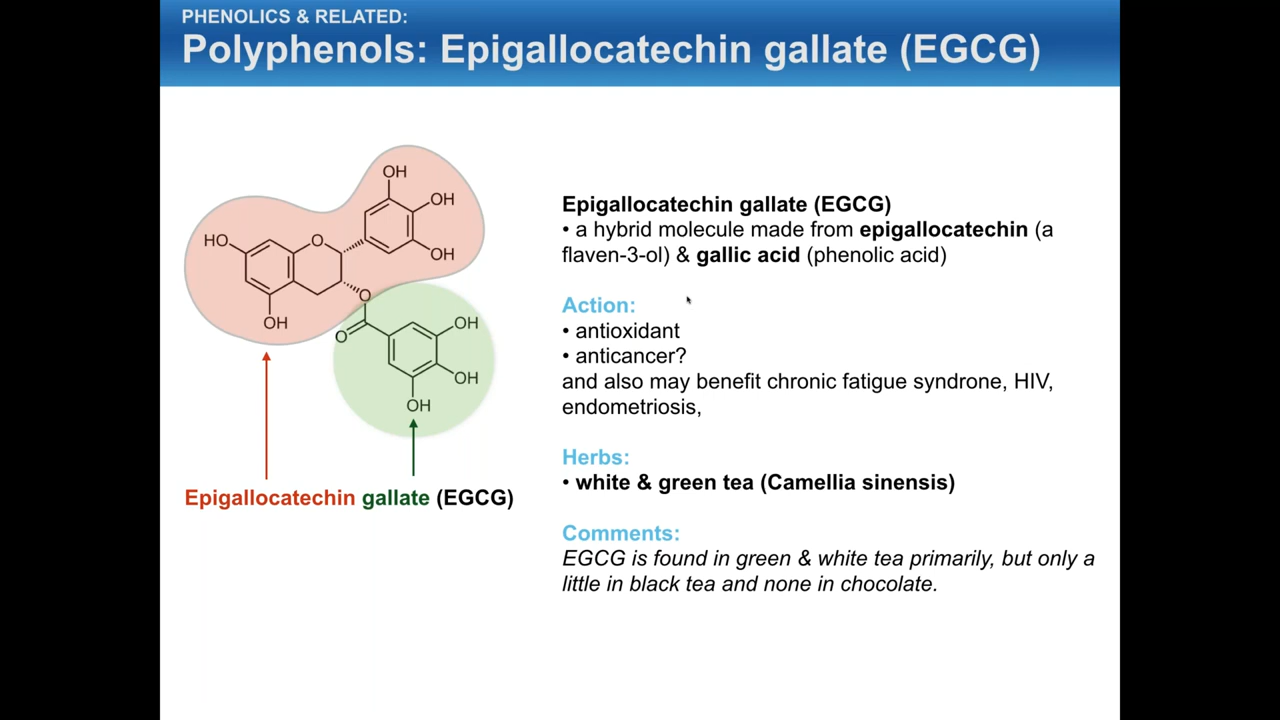 PHENOLICS & RELATED:
Polyphenols: Epigallocatechin gallate (EGCG)
OH
OH
OH
HO
O
O
OH
O
OH
OH
OH
Epigallocatechin gallate (EGCG)
Epigallocatechin gallate (EGCG)
• a hybrid molecule made from epigallocatechin (a
flaven-3-ol) & gallic acid (phenolic acid)
Action:
• antioxidant
• anticancer?
and also may benefit chronic fatigue syndrone, HIV,
endometriosis,
Herbs:
• white & green tea (Camellia sinensis)
Comments:
EGCG is found in green & white tea primarily, but only a
little in black tea and none in chocolate.